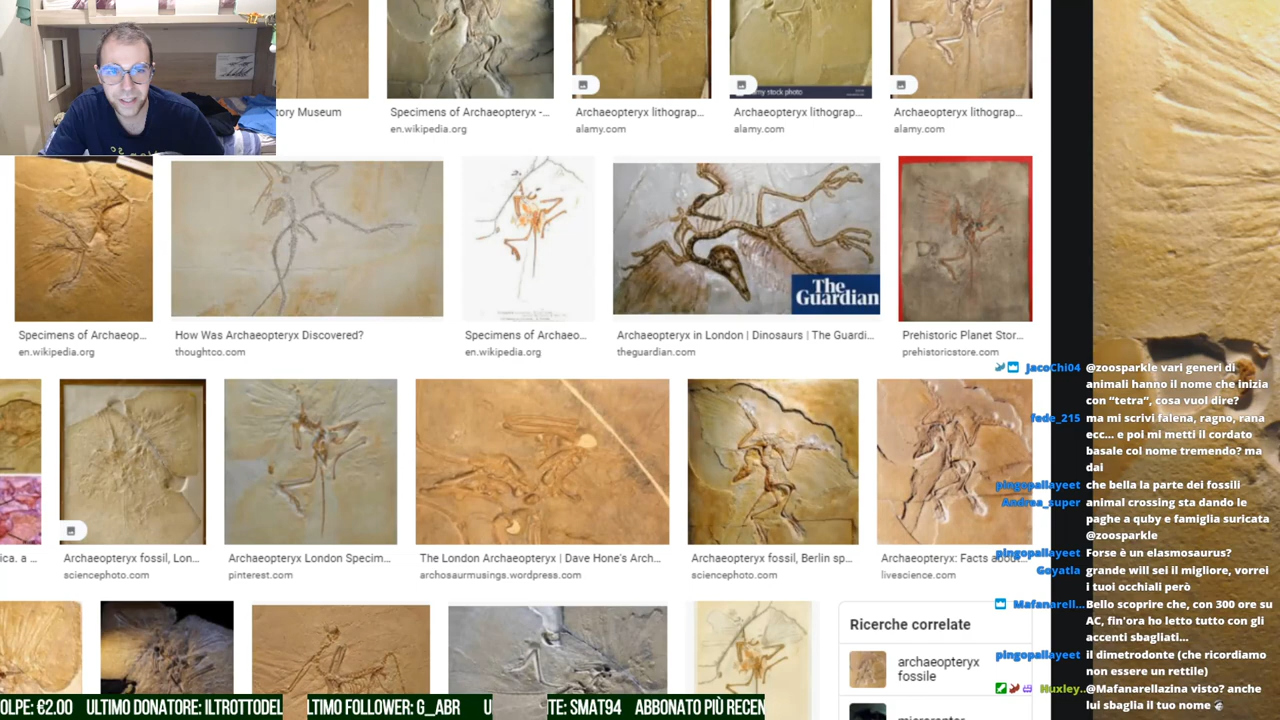 tory Museum
Specimens of Archaeopteryx -...
en.wikipedia.org
Archaeopteryx lithograp...
alamy.com
alamy stock photo
Archaeopteryx lithograp...
alamy.com
Archaeopteryx lithograp...
alamy.com
Specimens of Archaeop...
en.wikipedia.org
How Was Archaeopteryx Discovered?
thoughtco.com
Specimens of Archaeo...
en.wikipedia.org
The
Guardian
Archaeopteryx in London | Dinosaurs | The Guardi...
theguardian.com
Prehistoric Planet Stor...
prehistoricstore.com
ica. a ...
Archaeopteryx fossil, Lon...
sciencephoto.com
Archaeopteryx London Specim...
pinterest.com
The London Archaeopteryx | Dave Hone's Arch...
archosaurmusings.wordpress.com
Archaeopteryx fossil, Berlin sp...
sciencephoto.com
Archaeopteryx: Facts about...
livescience.com
Ricerche correlate
archaeopteryx
fossile
JacoChi04 @zoosparkle vari generi di
animali hanno il nome che inizia
con “tetra”, cosa vuol dire?
fede_215 ma mi scrivi falena, ragno, rana
ecc... e poi mi metti il cordato
basale col nome tremendo? ma
dai
pingopallayeet che bella la parte dei fossili
Andrea_super animal crossing sta dando le
paghe a quby e famiglia suricata
@zoosparkle
pingopallayeet Forse è un elasmosaurus?
Goyatla grande will sei il migliore, vorrei
i tuoi occhiali però
Mafanarell... Bello scoprire che, con 300 ore su
AC, fin'ora ho letto tutto con gli
accenti sbagliati...
pingopallayeet il dimetrodonte (che ricordiamo
non essere un rettile)
Huxley... @Mafanarellazina visto? anche
lui sbaglia il tuo nome
OLPE: €2.00 ULTIMO DONATORE: ILTROTTODEL
LTIMO FOLLOWER: G_ABR U
TE: SMAT94 ABBONATO PIÙ RECEN